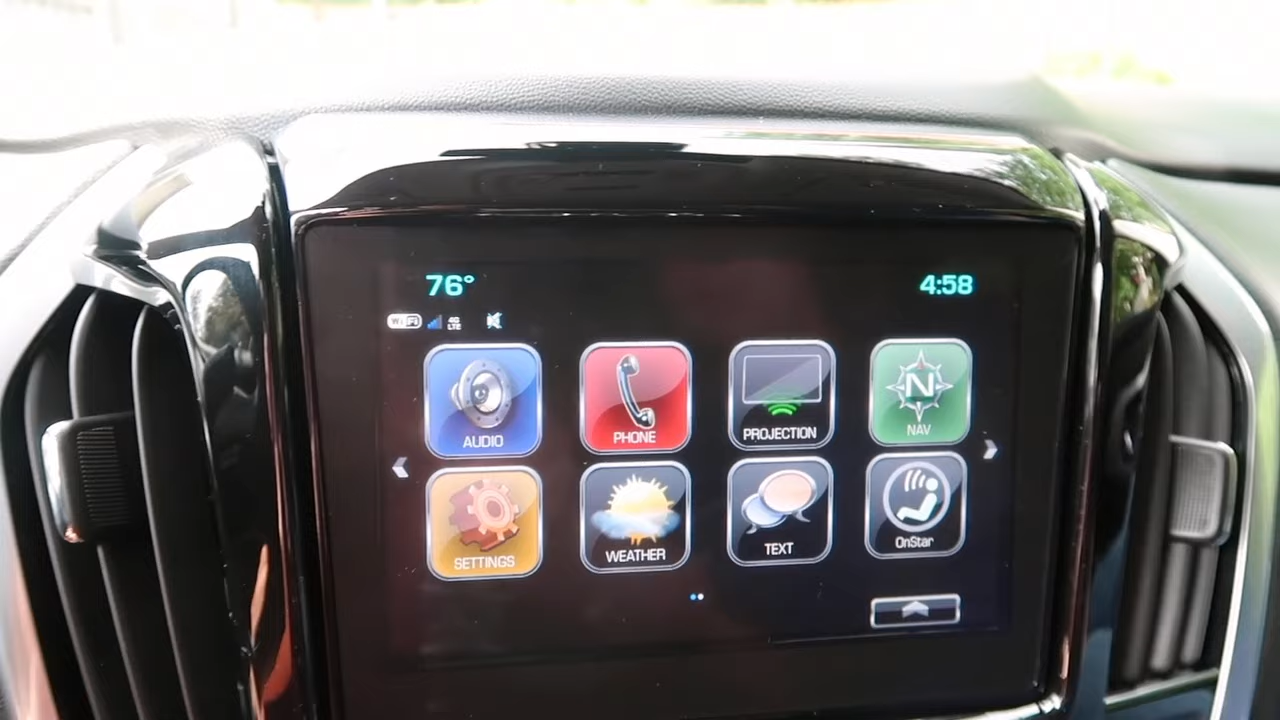 76° 4:58
WiFi 4G LTE
AUDIO PHONE PROJECTION N NAV
SETTINGS WEATHER TEXT OnStar